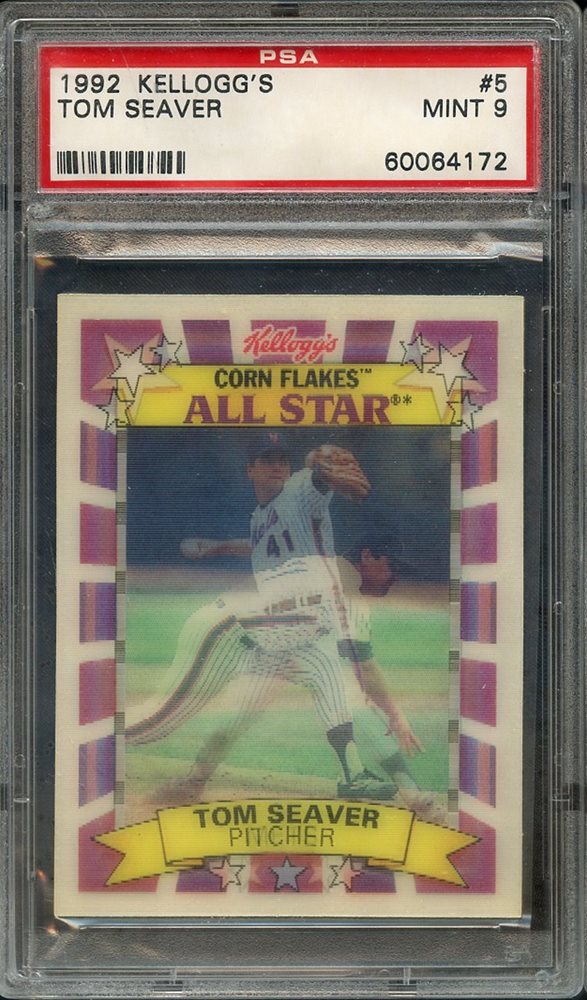 PSA
1992 KELLOGG'S #5
TOM SEAVER MINT 9
60064172
Kellogg's
CORN FLAKES™
ALL STAR®*
41
TOM SEAVER
PITCHER